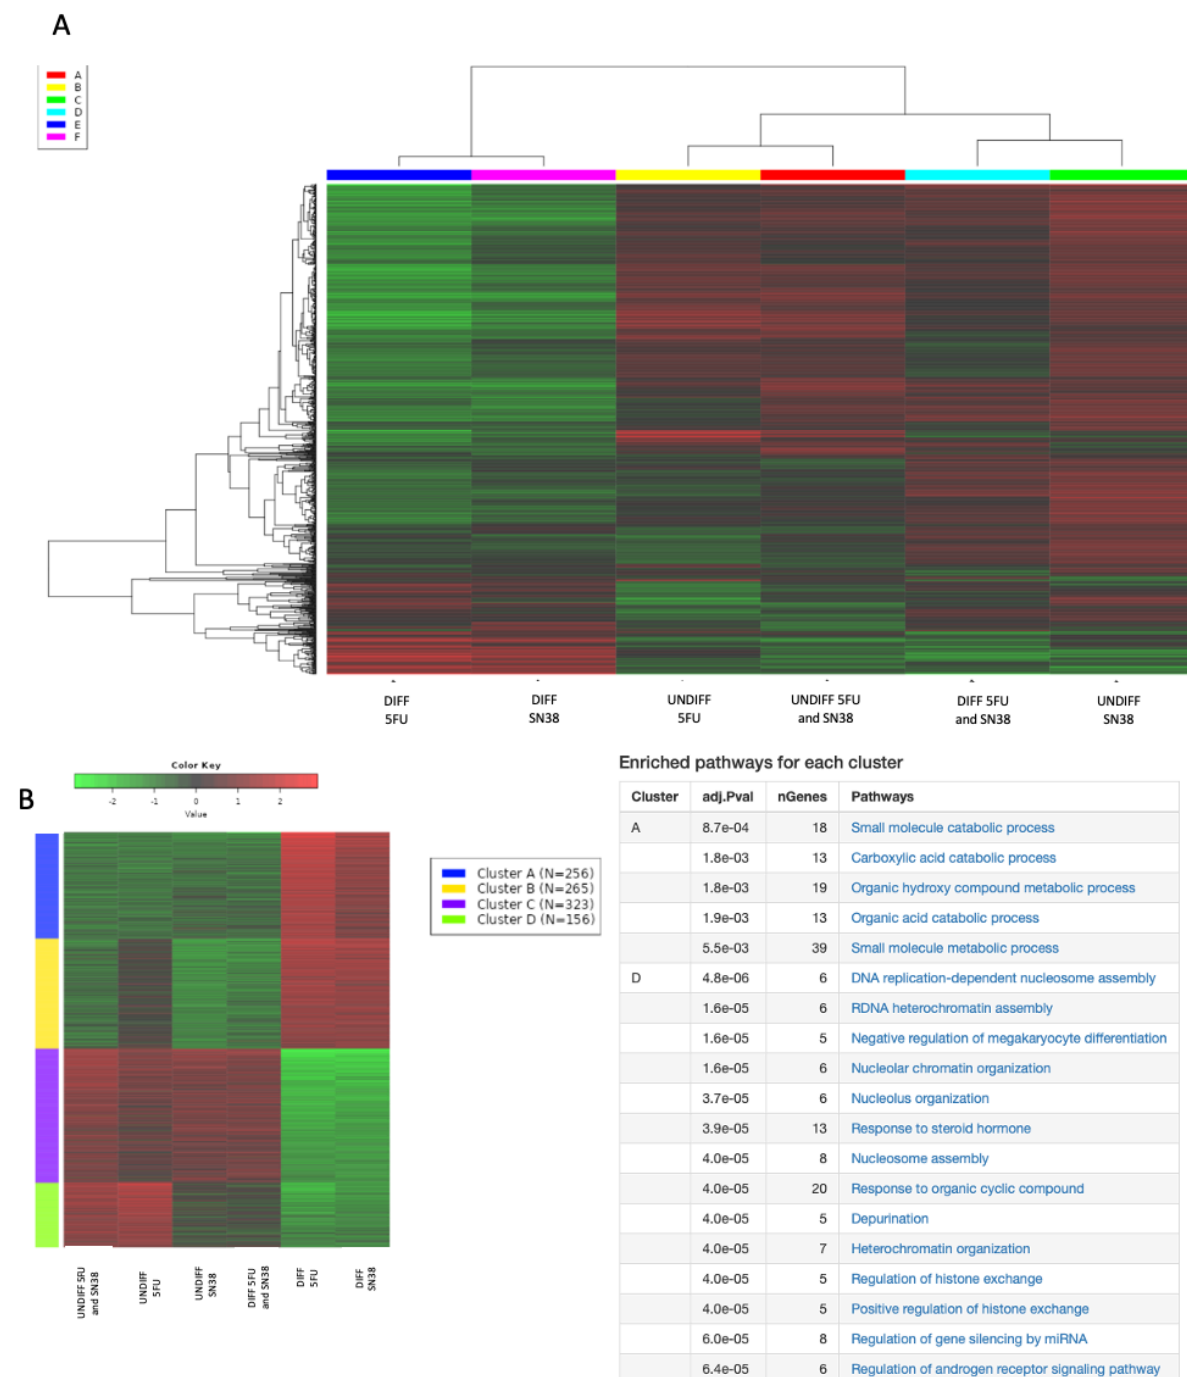 A
A
B
C
D
E
F
DIFF
5FU
DIFF
SN38
UNDIFF
5FU
UNDIFF 5FU
and SN38
DIFF 5FU
and SN38
UNDIFF
SN38
B
Color Key
-2 -1 0 1 2
Value
Cluster A (N=256)
Cluster B (N=265)
Cluster C (N=323)
Cluster D (N=156)
UNDIFF 5FU
and SN38
UNDIFF
5FU
UNDIFF
SN38
DIFF 5FU
and SN38
DIFF
5FU
DIFF
SN38
Enriched pathways for each cluster
Cluster adj.Pval nGenes Pathways
A 8.7e-04 18 Small molecule catabolic process
1.8e-03 13 Carboxylic acid catabolic process
1.8e-03 19 Organic hydroxy compound metabolic process
1.9e-03 13 Organic acid catabolic process
5.5e-03 39 Small molecule metabolic process
D 4.8e-06 6 DNA replication-dependent nucleosome assembly
1.6e-05 6 RDNA heterochromatin assembly
1.6e-05 5 Negative regulation of megakaryocyte differentiation
1.6e-05 6 Nucleolar chromatin organization
3.7e-05 6 Nucleolus organization
3.9e-05 13 Response to steroid hormone
4.0e-05 8 Nucleosome assembly
4.0e-05 20 Response to organic cyclic compound
4.0e-05 5 Depurination
4.0e-05 7 Heterochromatin organization
4.0e-05 5 Regulation of histone exchange
4.0e-05 5 Positive regulation of histone exchange
6.0e-05 8 Regulation of gene silencing by miRNA
6.4e-05 6 Regulation of androgen receptor signaling pathway